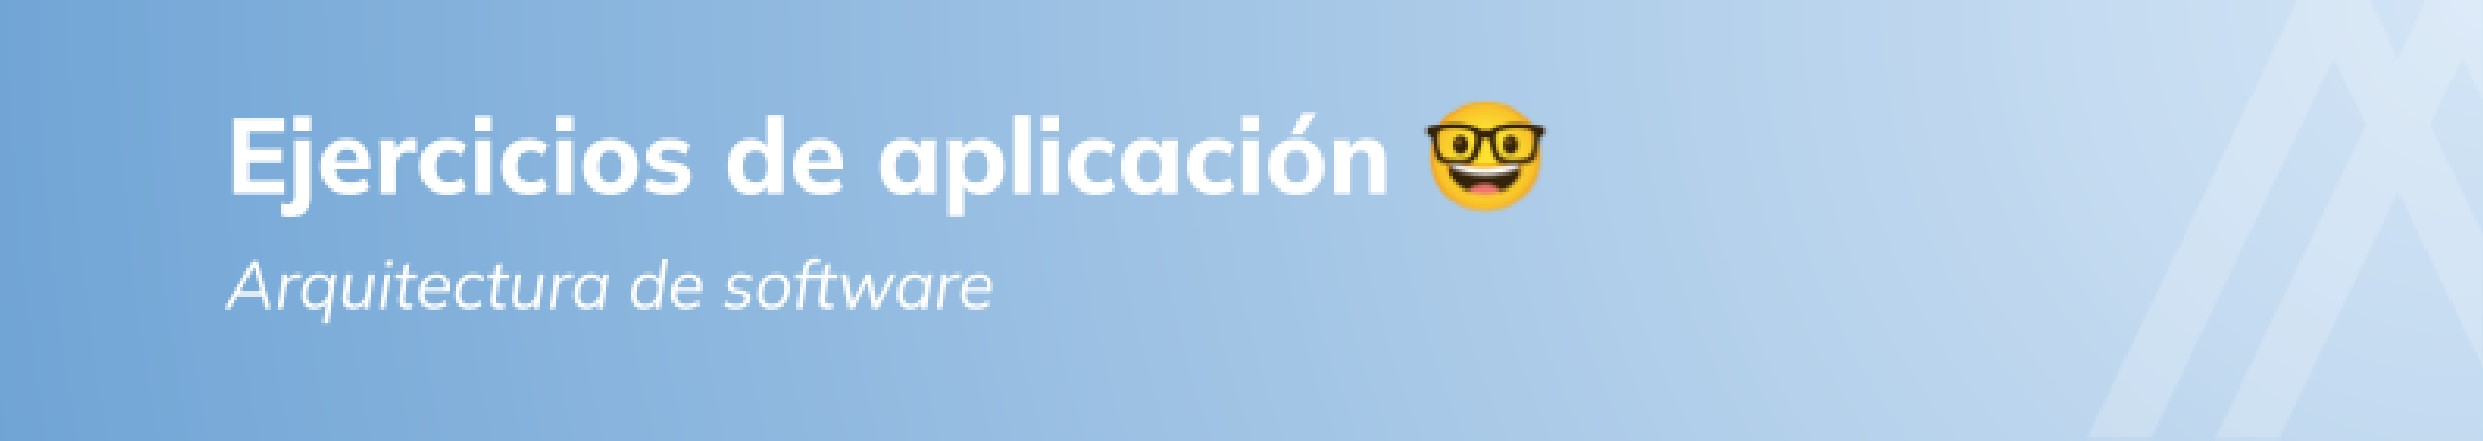 Ejercicios de aplicación 🤓
Arquitectura de software